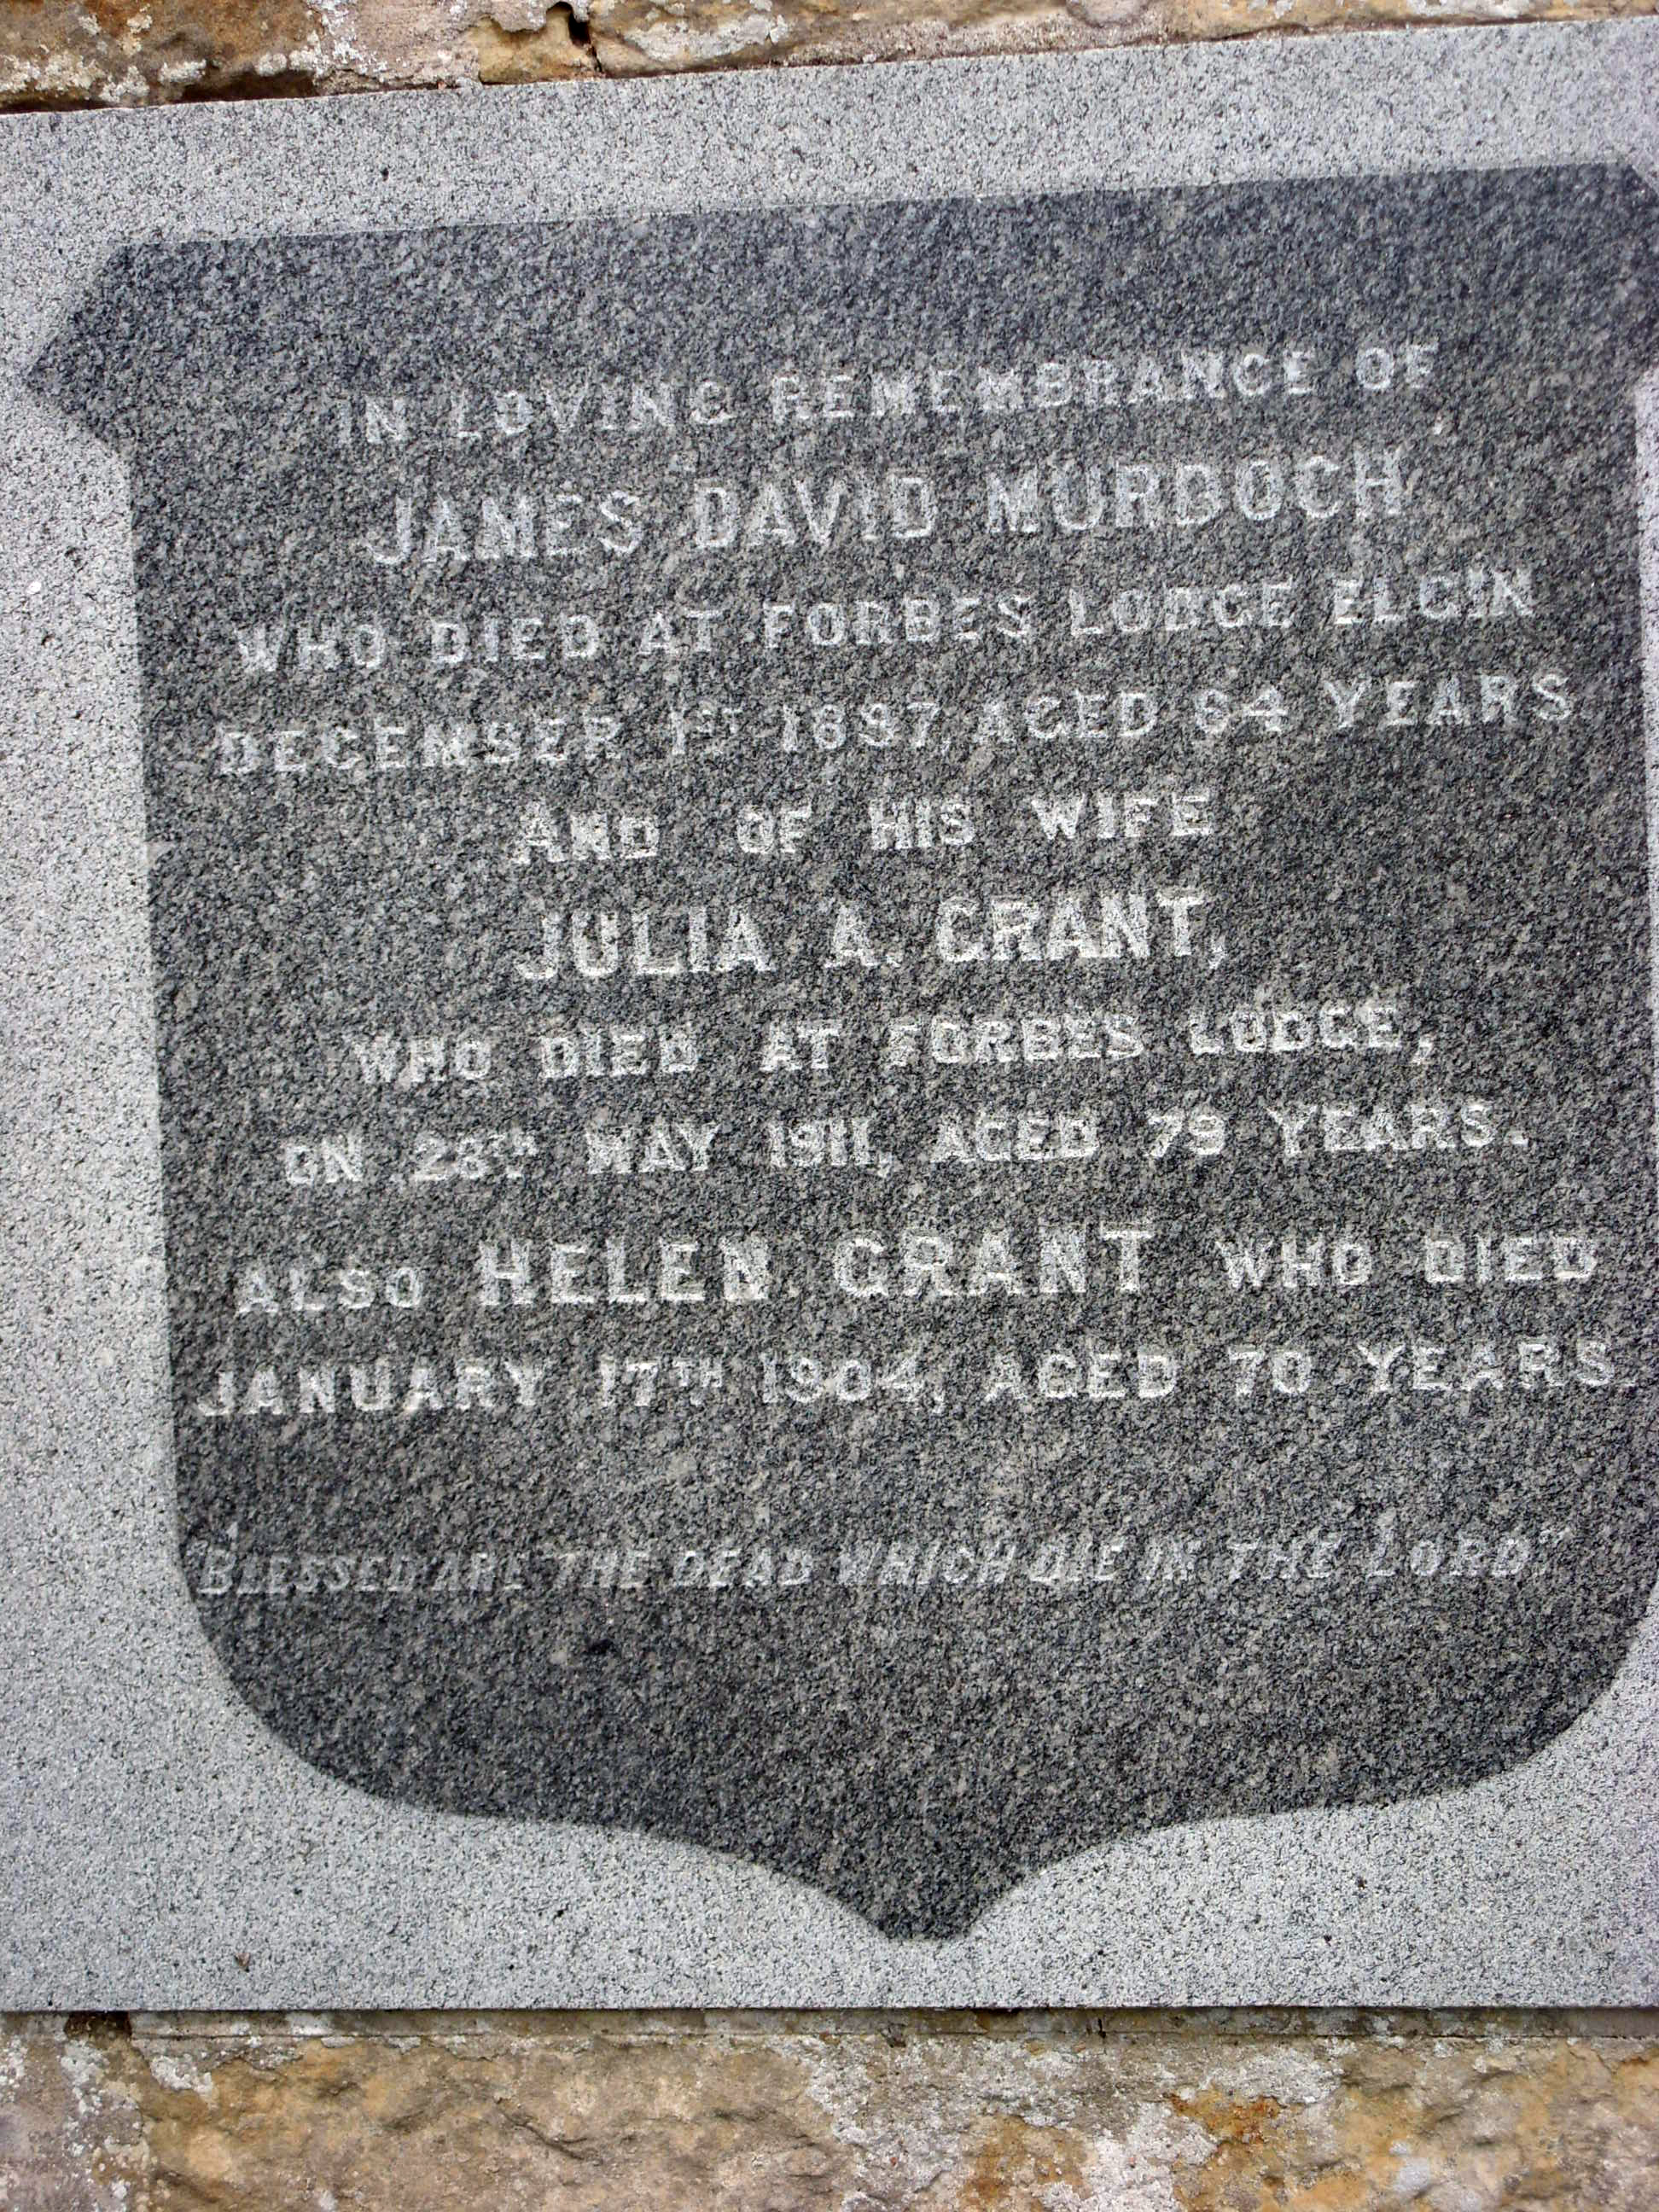 IN LOVING REMEMBRANCE OF
JAMES DAVID MURDOCH
WHO DIED AT FORBES LODGE ELGIN
DECEMBER 1ST 1897, AGED 84 YEARS
AND OF HIS WIFE
JULIA A. GRANT,
WHO DIED AT FORBES LODGE,
ON 28TH MAY 1911, AGED 79 YEARS.
ALSO HELEN GRANT WHO DIED
JANUARY 17TH 1904, AGED 70 YEARS.
"BLESSED ARE THE DEAD WHICH DIE IN THE LORD"